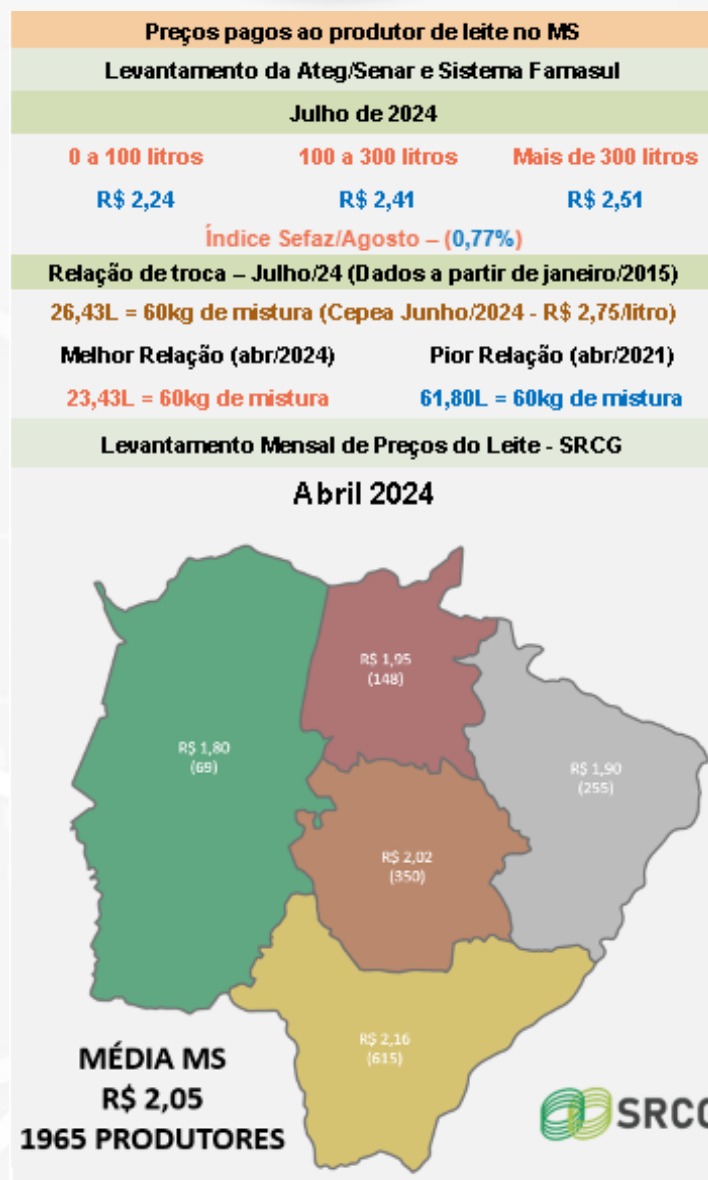 Preços pagos ao produtor de leite no MS
Levantamento da Ateg/Senar e Sistema Famasul
Julho de 2024
0 a 100 litros 100 a 300 litros Mais de 300 litros
R$ 2,24 R$ 2,41 R$ 2,51
Índice Sefaz/Agosto – (0,77%)
Relação de troca – Julho/24 (Dados a partir de janeiro/2015)
26,43L = 60kg de mistura (Cepea Junho/2024 - R$ 2,75/litro)
Melhor Relação (abr/2024) Pior Relação (abr/2021)
23,43L = 60kg de mistura 61,80L = 60kg de mistura
Levantamento Mensal de Preços do Leite - SRCG
Abril 2024
R$ 1,95
(148)
R$ 1,80
(69)
R$ 1,90
(255)
R$ 2,02
(350)
R$ 2,16
(615)
MÉDIA MS
R$ 2,05
1965 PRODUTORES
SRCG